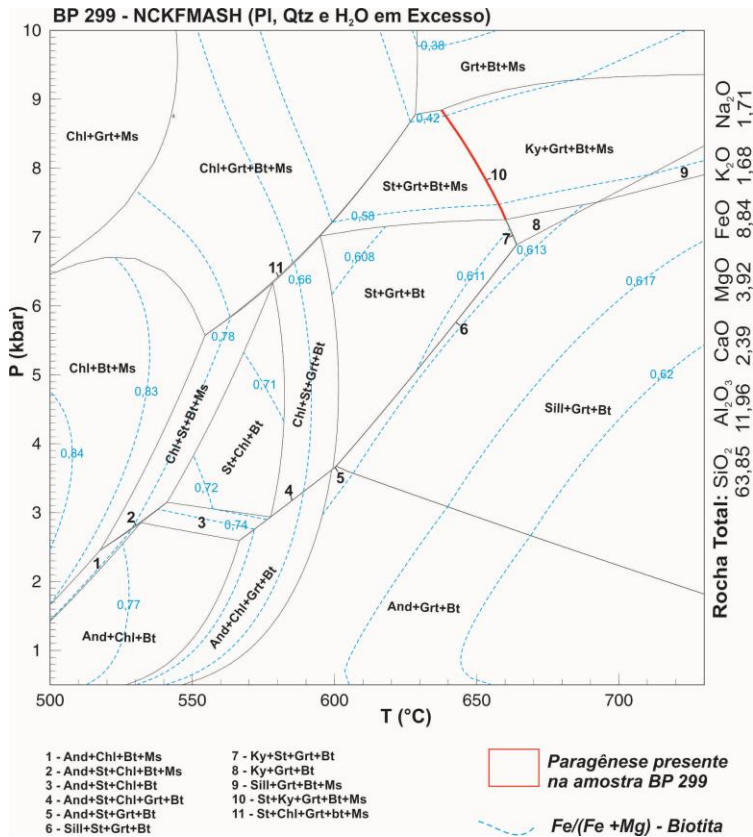 BP 299 - NCKFMASH (Pl, Qtz e H₂O em Excesso)
10
9
8
7
6
5
4
3
2
1
P (kbar)
500
550
600
650
700
T (°C)
0,38
Grt+Bt+Ms
0,42
Chl+Grt+Ms
Chl+Grt+Bt+Ms
Ky+Grt+Bt+Ms
10
St+Grt+Bt+Ms
9
0,58
8
7
0,613
11
0,66
0,608
0,611
0,617
St+Grt+Bt
6
0,78
Chl+Bt+Ms
0,83
Chl+St+Bt+Ms
0,71
Chl+St+Grt+Bt
0,62
Sill+Grt+Bt
0,84
St+Chl+Bt
0,72
5
4
2
3
0,74
1
0,77
And+Chl+Bt
And+Chl+Grt+Bt
And+Grt+Bt
Rocha Total: SiO₂ Al₂O₃ CaO MgO FeO K₂O Na₂O
63,85 11,96 2,39 3,92 8,84 1,68 1,71
1 - And+Chl+Bt+Ms
2 - And+St+Chl+Bt+Ms
3 - And+St+Chl+Bt
4 - And+St+Chl+Grt+Bt
5 - And+St+Grt+Bt
6 - Sill+St+Grt+Bt
7 - Ky+St+Grt+Bt
8 - Ky+Grt+Bt
9 - Sill+Grt+Bt+Ms
10 - St+Ky+Grt+Bt+Ms
11 - St+Chl+Grt+bt+Ms
Paragênese presente
na amostra BP 299
Fe/(Fe +Mg) - Biotita